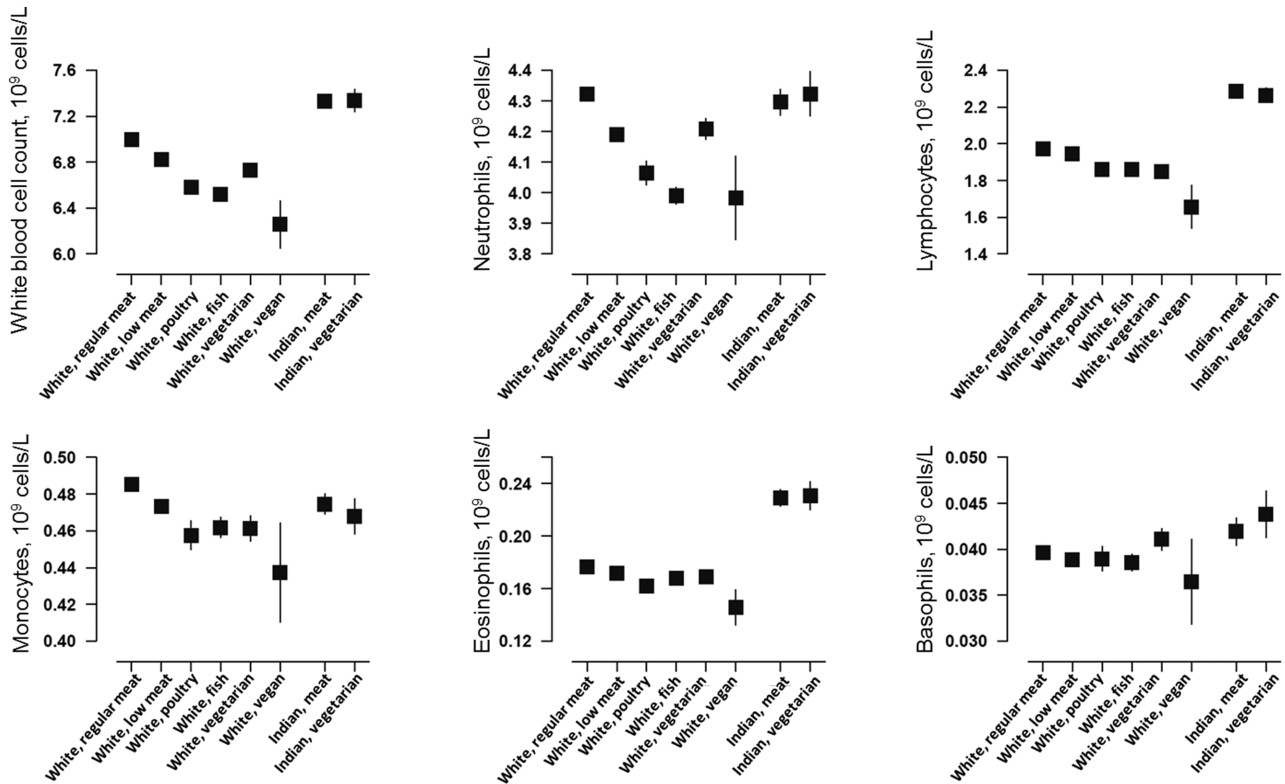 White blood cell count, 10⁹ cells/L
7.6
7.2
6.8
6.4
6.0
White, regular meat
White, low meat
White, poultry
White, fish
White, vegetarian
White, vegan
Indian, meat
Indian, vegetarian
Neutrophils, 10⁹ cells/L
4.4
4.3
4.2
4.1
4.0
3.9
3.8
White, regular meat
White, low meat
White, poultry
White, fish
White, vegetarian
White, vegan
Indian, meat
Indian, vegetarian
Lymphocytes, 10⁹ cells/L
2.4
2.2
2.0
1.8
1.6
1.4
White, regular meat
White, low meat
White, poultry
White, fish
White, vegetarian
White, vegan
Indian, meat
Indian, vegetarian
Monocytes, 10⁹ cells/L
0.50
0.48
0.46
0.44
0.42
0.40
White, regular meat
White, low meat
White, poultry
White, fish
White, vegetarian
White, vegan
Indian, meat
Indian, vegetarian
Eosinophils, 10⁹ cells/L
0.24
0.20
0.16
0.12
White, regular meat
White, low meat
White, poultry
White, fish
White, vegetarian
White, vegan
Indian, meat
Indian, vegetarian
Basophils, 10⁹ cells/L
0.050
0.045
0.040
0.035
0.030
White, regular meat
White, low meat
White, poultry
White, fish
White, vegetarian
White, vegan
Indian, meat
Indian, vegetarian